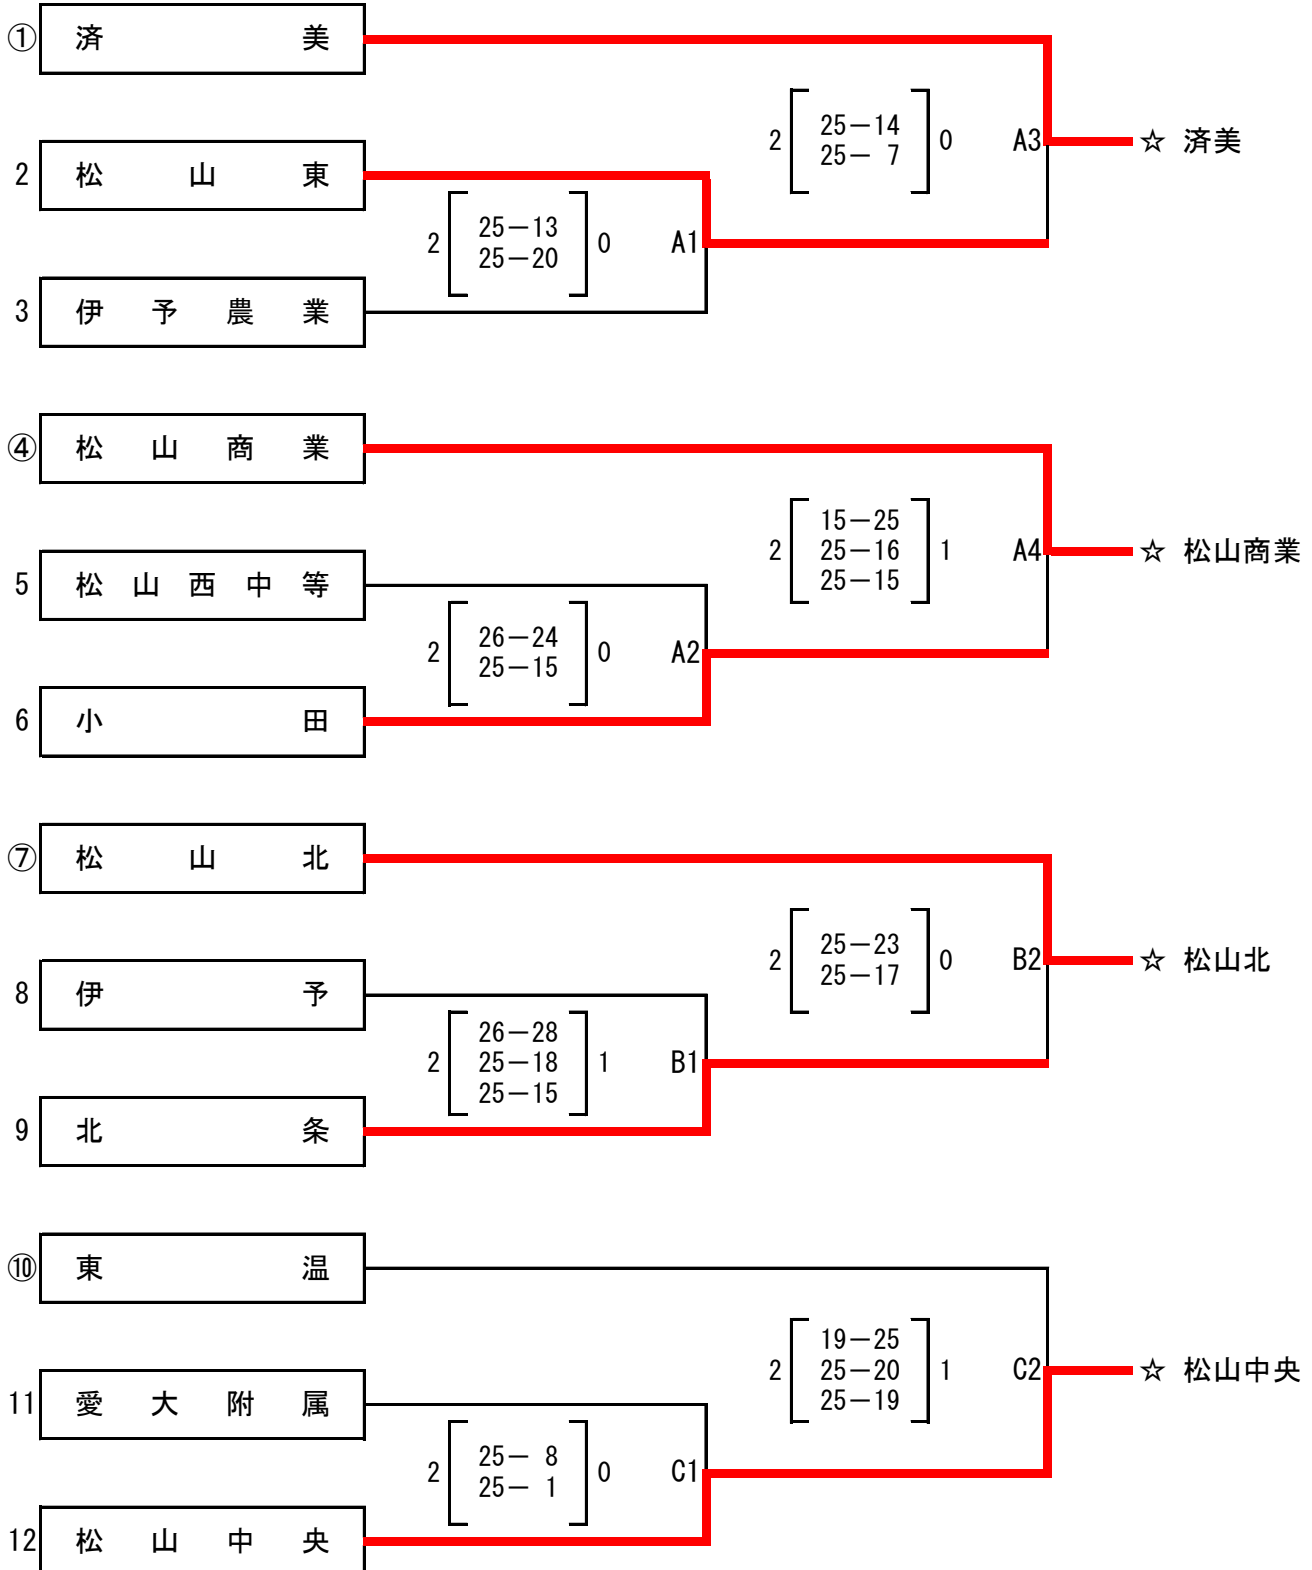 ① 済美
2 25－14 0 A3 ☆ 済美
25－ 7
2 松山東
2 25－13 0 A1
25－20
3 伊予農業
④ 松山商業
15－25
2 25－16 1 A4 ☆ 松山商業
25－15
5 松山西中等
2 26－24 0 A2
25－15
6 小田
⑦ 松山北
2 25－23 0 B2 ☆ 松山北
25－17
8 伊予
26－28
2 25－18 1 B1
25－15
9 北条
⑩ 東温
19－25
2 25－20 1 C2 ☆ 松山中央
25－19
11 愛大附属
2 25－ 8 0 C1
25－ 1
12 松山中央